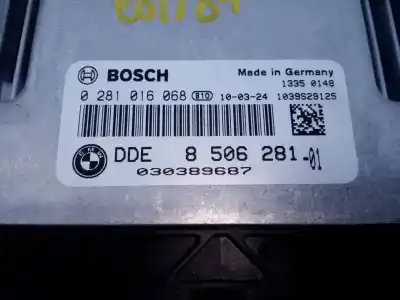 BOSCH
Made in Germany
1335 0148
0 281 016 068 B10 10-03-24 1039S29125
DDE 8 506 281-01
030389687